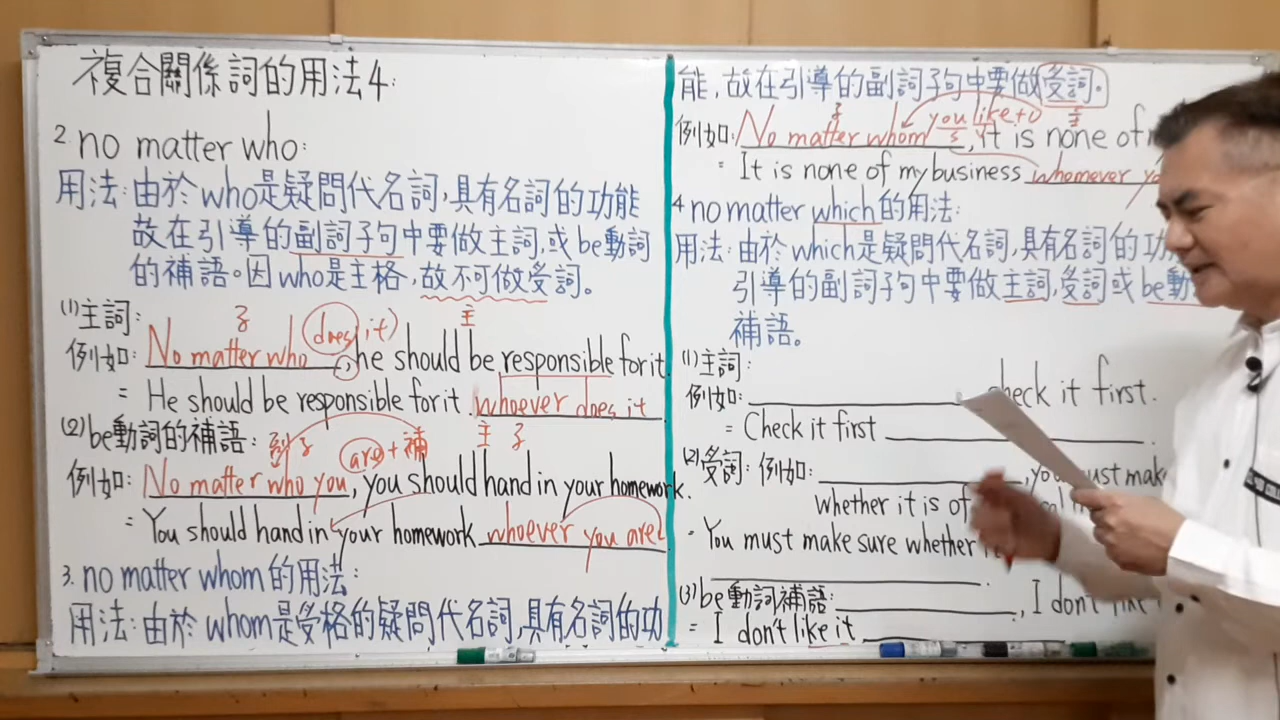 複合關係詞的用法4:
2. no matter who:
用法:由於who是疑問代名詞,具有名詞的功能
故在引導的副詞子句中要做主詞,或be動詞
的補語。因who是主格,故不可做受詞。
(1)主詞:
子 主
例如: No matter who does it, he should be responsible for it.
= He should be responsible for it whoever does it
(2)be動詞的補語:
子 are+補 主 子
例如: No matter who you, you should hand in your homework.
= You should hand in your homework whoever you are
3. no matter whom的用法:
用法:由於whom是受格的疑問代名詞,具有名詞的功
能,故在引導的副詞子句中要做受詞。
例如: No matter whom you like to, it is none of
= It is none of my business whomever
4 no matter which的用法:
用法:由於which是疑問代名詞,具有名詞的
引導的副詞子句中要做主詞,受詞或be動
補語。
(1)主詞:
例如: check it first.
= Check it first
(2)受詞:例如: , you must make
whether it is of
= You must make sure whether
(3)be動詞補語: , I don't like
= I don't like it